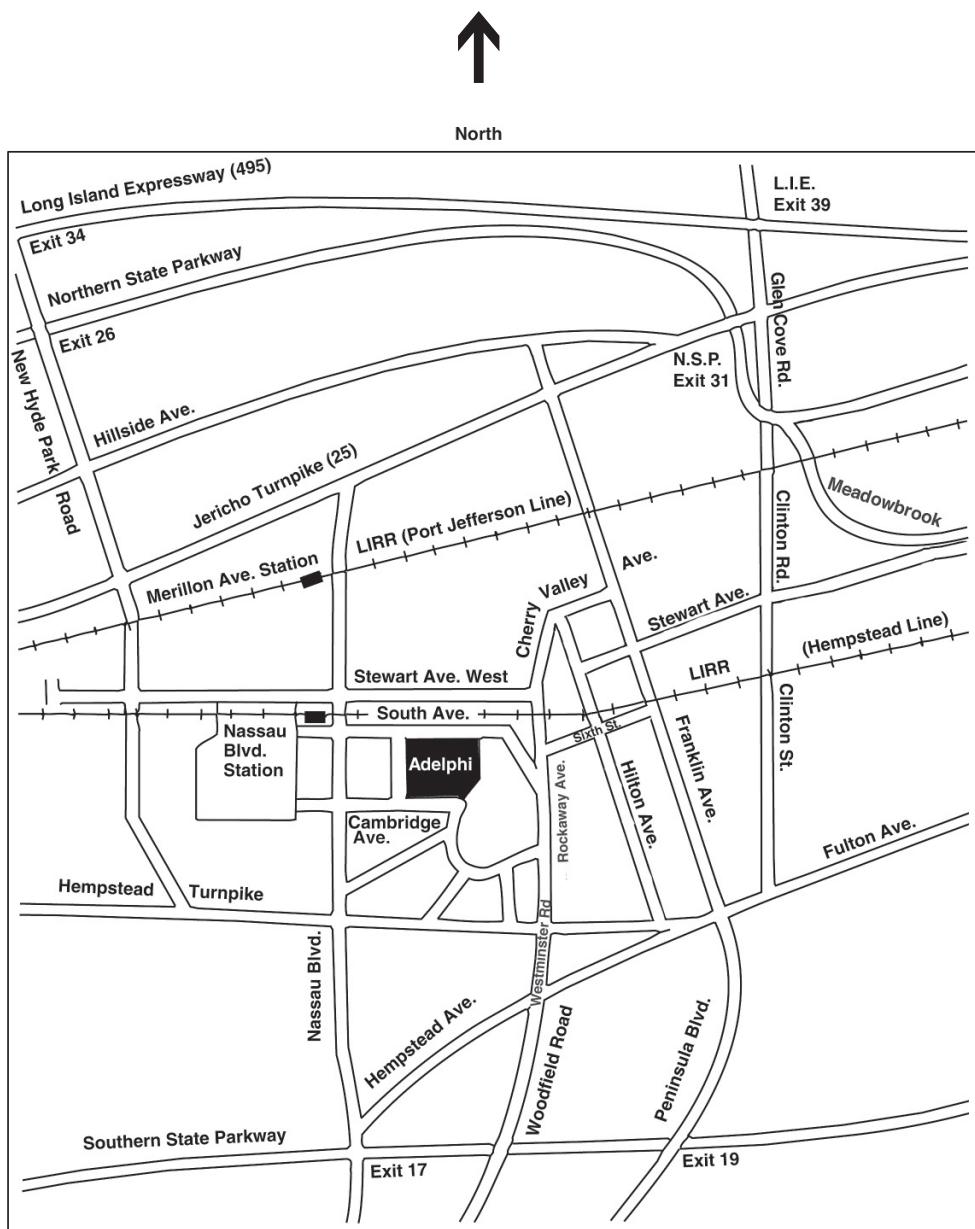 North
Long Island Expressway (495)
L.I.E.
Exit 39
Exit 34
Northern State Parkway
Exit 26
Glen Cove Rd.
New Hyde Park Road
N.S.P.
Exit 31
Hillside Ave.
Jericho Turnpike (25)
Meadowbrook
LIRR (Port Jefferson Line)
Merillon Ave. Station
Clinton Rd.
Cherry Valley Ave.
Stewart Ave.
(Hempstead Line)
LIRR
Stewart Ave. West
South Ave.
Clinton St.
Nassau
Blvd.
Station
Sixth St.
Franklin Ave.
Adelphi
Rockaway Ave.
Hilton Ave.
Cambridge
Ave.
Fulton Ave.
Hempstead Turnpike
Westminster Rd
Nassau Blvd.
Hempstead Ave.
Woodfield Road
Peninsula Blvd.
Southern State Parkway
Exit 17
Exit 19